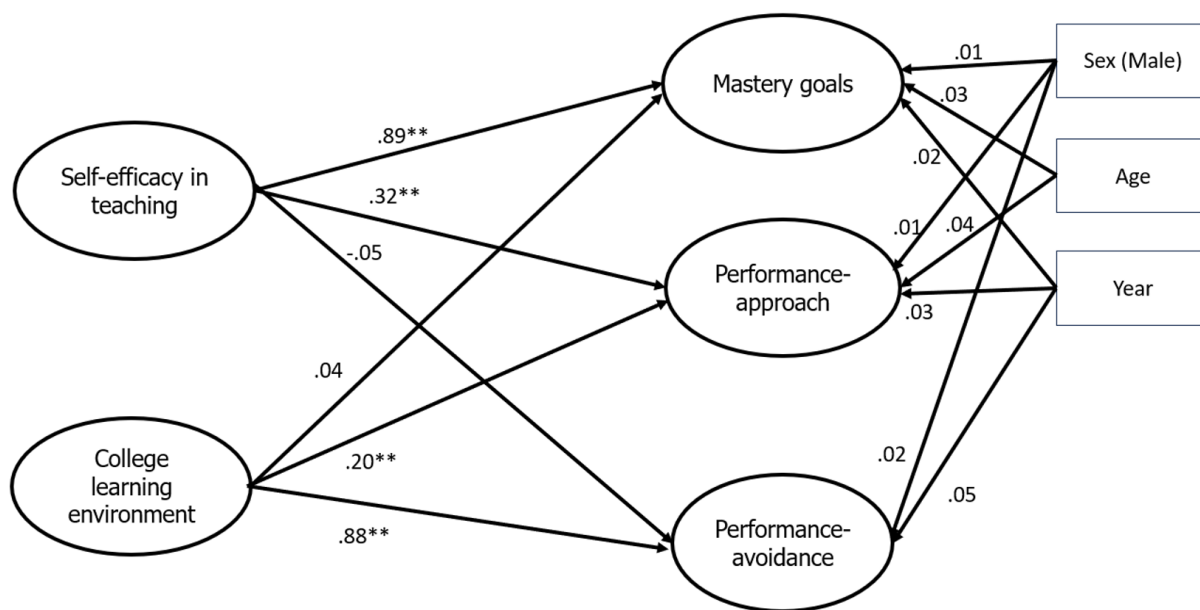 Self-efficacy in
teaching
College
learning
environment
.89**
.32**
-.05
.04
.20**
.88**
Mastery goals
Performance-
approach
Performance-
avoidance
.01
.03
.02
.01
.04
.03
.02
.05
Sex (Male)
Age
Year